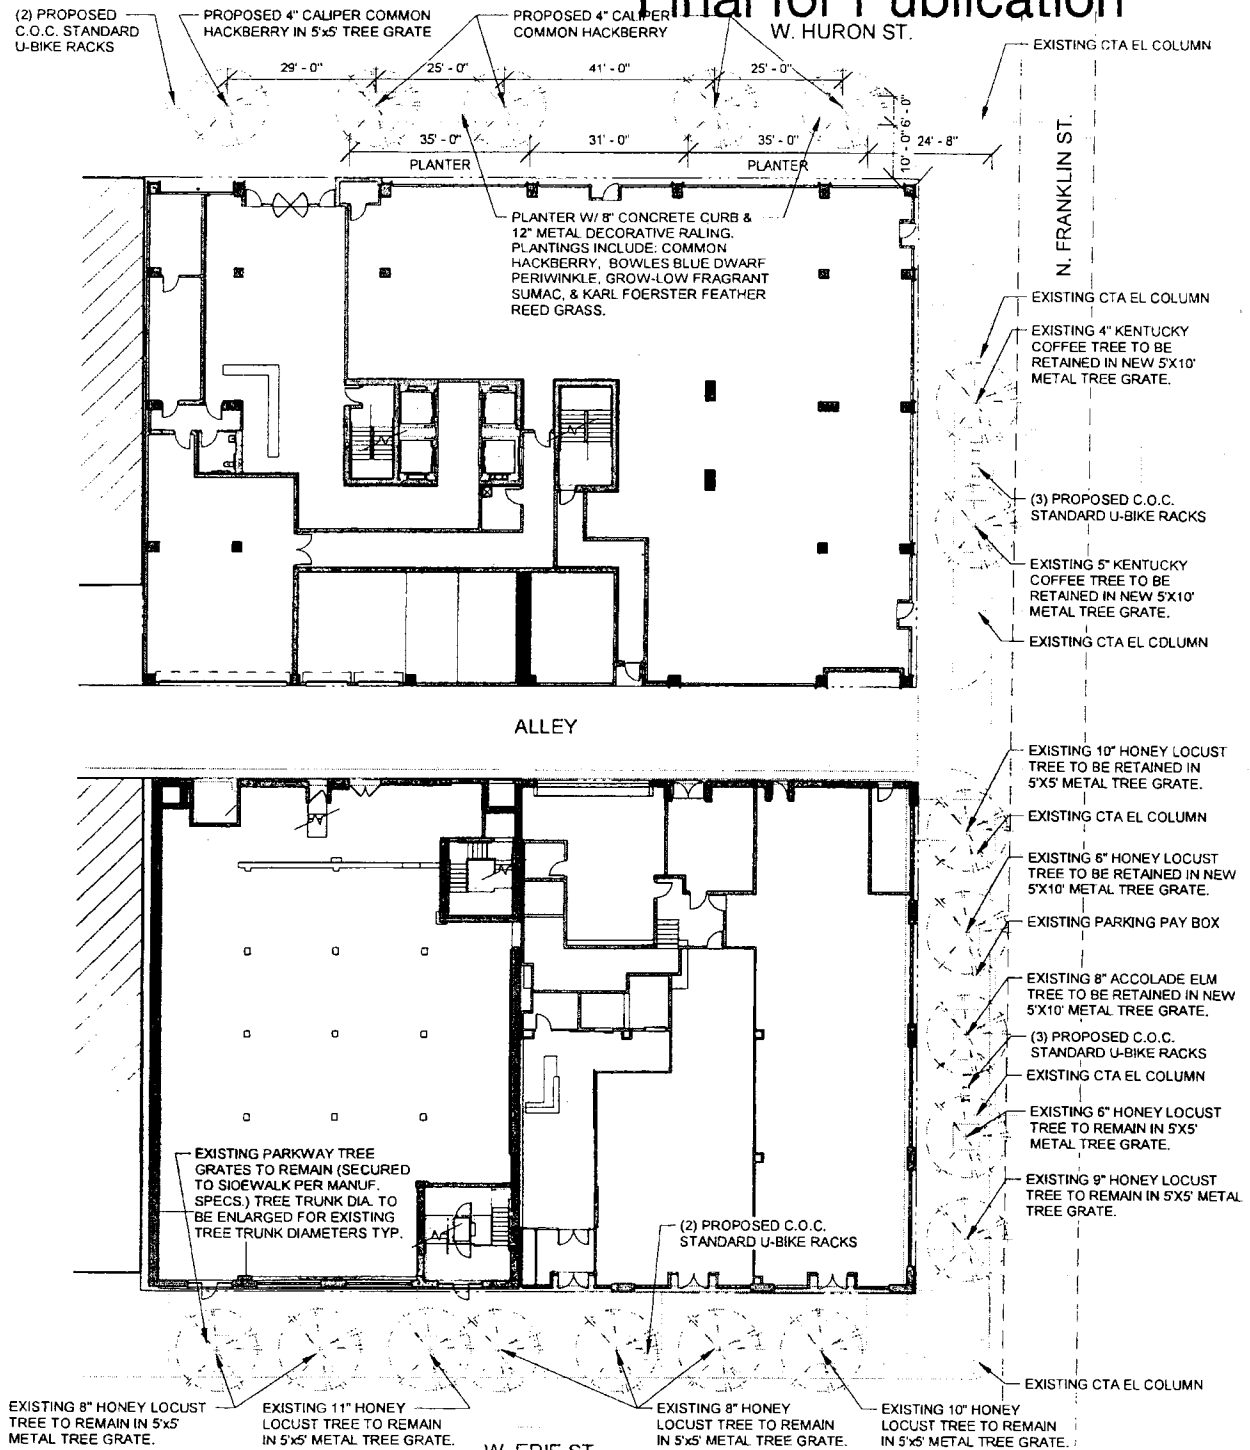 Final for Publication
W. HURON ST.
(2) PROPOSED
C.O.C. STANDARD
U-BIKE RACKS
PROPOSED 4" CALIPER COMMON
HACKBERRY IN 5'x5' TREE GRATE
PROPOSED 4" CALIPER
COMMON HACKBERRY
EXISTING CTA EL COLUMN
29' - 0"
25' - 0"
41' - 0"
25' - 0"
6' - 0"
10' - 0"
35' - 0"
31' - 0"
35' - 0"
24' - 8"
PLANTER
PLANTER
N. FRANKLIN ST.
PLANTER W/ 8" CONCRETE CURB &
12" METAL DECORATIVE RALING.
PLANTINGS INCLUDE: COMMON
HACKBERRY, BOWLES BLUE DWARF
PERIWINKLE, GROW-LOW FRAGRANT
SUMAC, & KARL FOERSTER FEATHER
REED GRASS.
EXISTING CTA EL COLUMN
EXISTING 4" KENTUCKY
COFFEE TREE TO BE
RETAINED IN NEW 5'X10'
METAL TREE GRATE.
(3) PROPOSED C.O.C.
STANDARD U-BIKE RACKS
EXISTING 5" KENTUCKY
COFFEE TREE TO BE
RETAINED IN NEW 5'X10'
METAL TREE GRATE.
EXISTING CTA EL COLUMN
ALLEY
EXISTING 10" HONEY LOCUST
TREE TO BE RETAINED IN
5'X5' METAL TREE GRATE.
EXISTING CTA EL COLUMN
EXISTING 6" HONEY LOCUST
TREE TO BE RETAINED IN NEW
5'X10' METAL TREE GRATE.
EXISTING PARKING PAY BOX
EXISTING 8" ACCOLADE ELM
TREE TO BE RETAINED IN NEW
5'X10' METAL TREE GRATE.
(3) PROPOSED C.O.C.
STANDARD U-BIKE RACKS
EXISTING CTA EL COLUMN
EXISTING 6" HONEY LOCUST
TREE TO REMAIN IN 5'X5'
METAL TREE GRATE.
EXISTING 9" HONEY LOCUST
TREE TO REMAIN IN 5'X5' METAL
TREE GRATE.
EXISTING PARKWAY TREE
GRATES TO REMAIN (SECURED
TO SIDEWALK PER MANUF.
SPECS.) TREE TRUNK DIA. TO
BE ENLARGED FOR EXISTING
TREE TRUNK DIAMETERS TYP.
(2) PROPOSED C.O.C.
STANDARD U-BIKE RACKS
EXISTING CTA EL COLUMN
EXISTING 8" HONEY LOCUST
TREE TO REMAIN IN 5'x5'
METAL TREE GRATE.
EXISTING 11" HONEY
LOCUST TREE TO REMAIN
IN 5'x5' METAL TREE GRATE.
EXISTING 8" HONEY
LOCUST TREE TO REMAIN
IN 5'x5' METAL TREE GRATE.
EXISTING 10" HONEY
LOCUST TREE TO REMAIN
IN 5'x5' METAL TREE GRATE.
W. ERIE ST.